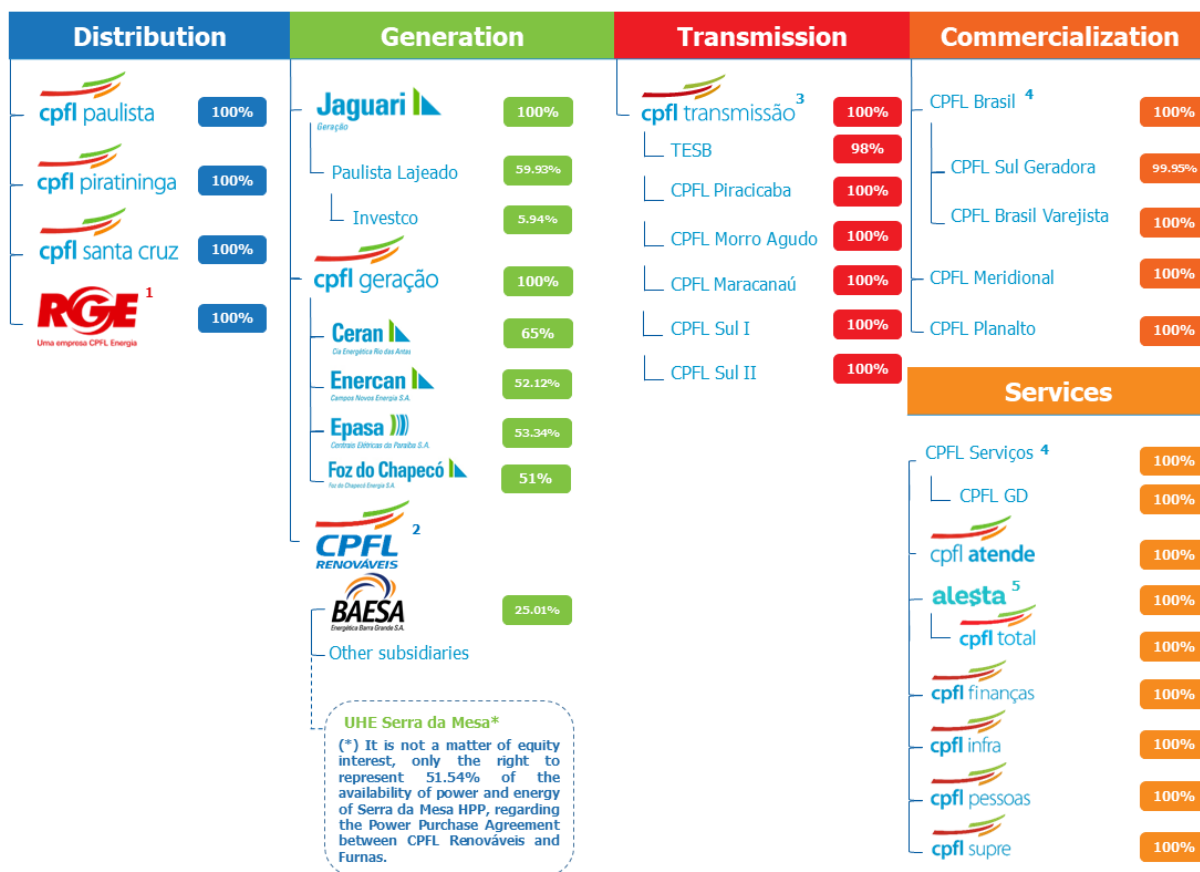 Distribution
cpfl paulista 100%
cpfl piratininga 100%
cpfl santa cruz 100%
RGE 1 100%
Uma empresa CPFL Energia
Generation
Jaguari 100%
Geração
Paulista Lajeado 59.93%
Investco 5.94%
cpfl geração 100%
Ceran 65%
Cia Energética Rio das Antas
Enercan 52.12%
Campos Novos Energia S.A.
Epasa 53.34%
Centrais Elétricas da Paraíba S.A.
Foz do Chapecó 51%
Foz do Chapecó Energia S.A.
CPFL 2
RENOVÁVEIS
BAESA 25.01%
Energética Barra Grande S.A.
Other subsidiaries
UHE Serra da Mesa*
(*) It is not a matter of equity
interest, only the right to
represent 51.54% of the
availability of power and energy
of Serra da Mesa HPP, regarding
the Power Purchase Agreement
between CPFL Renováveis and
Furnas.
Transmission
cpfl transmissão 3 100%
TESB 98%
CPFL Piracicaba 100%
CPFL Morro Agudo 100%
CPFL Maracanaú 100%
CPFL Sul I 100%
CPFL Sul II 100%
Commercialization
CPFL Brasil 4 100%
CPFL Sul Geradora 99.95%
CPFL Brasil Varejista 100%
CPFL Meridional 100%
CPFL Planalto 100%
Services
CPFL Serviços 4 100%
CPFL GD 100%
cpfl atende 100%
alesta 5 100%
cpfl total 100%
cpfl finanças 100%
cpfl infra 100%
cpfl pessoas 100%
cpfl supre 100%